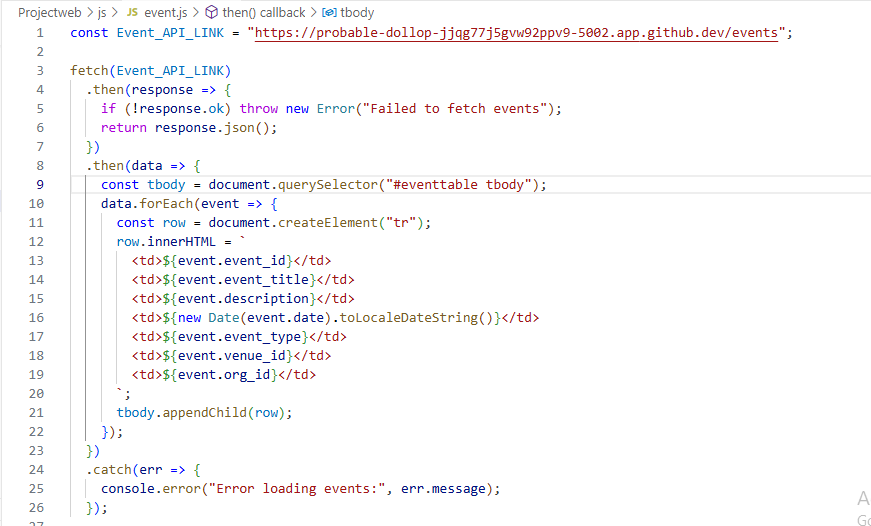 Projectweb > js > JS event.js > then() callback > tbody
1 const Event_API_LINK = "https://probable-dollop-jjqg77j5gvw92ppv9-5002.app.github.dev/events";
2
3 fetch(Event_API_LINK)
4   .then(response => {
5     if (!response.ok) throw new Error("Failed to fetch events");
6     return response.json();
7   })
8   .then(data => {
9     const tbody = document.querySelector("#eventtable tbody");
10     data.forEach(event => {
11       const row = document.createElement("tr");
12       row.innerHTML = `
13         <td>${event.event_id}</td>
14         <td>${event.event_title}</td>
15         <td>${event.description}</td>
16         <td>${new Date(event.date).toLocaleDateString()}</td>
17         <td>${event.event_type}</td>
18         <td>${event.venue_id}</td>
19         <td>${event.org_id}</td>
20       `;
21       tbody.appendChild(row);
22     });
23   })
24   .catch(err => {
25     console.error("Error loading events:", err.message);
26   });
27